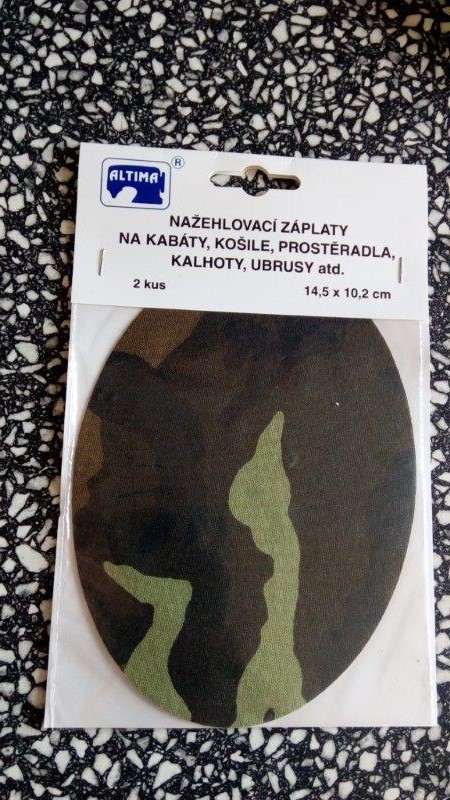 ALTIMA ®
NAŽEHLOVACÍ ZÁPLATY
NA KABÁTY, KOŠILE, PROSTĚRADLA,
KALHOTY, UBRUSY atd.
2 kus 14,5 x 10,2 cm